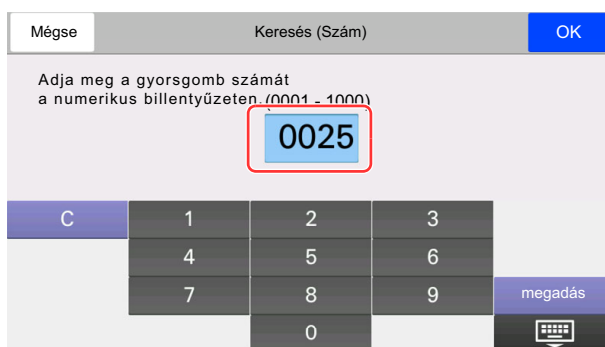 Mégse Keresés (Szám) OK
Adja meg a gyorsgomb számát
a numerikus billentyűzeten.(0001 - 1000)
0025
C 1 2 3
4 5 6
7 8 9 megadás
0